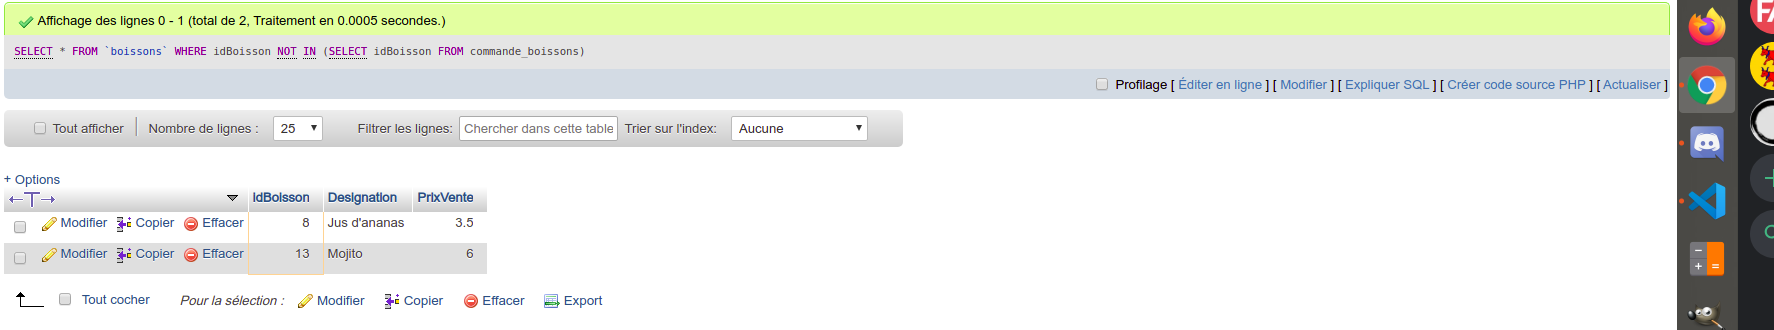 Affichage des lignes 0 - 1 (total de 2, Traitement en 0.0005 secondes.)
SELECT * FROM `boissons` WHERE idBoisson NOT IN (SELECT idBoisson FROM commande_boissons)
Profilage [ Éditer en ligne ] [ Modifier ] [ Expliquer SQL ] [ Créer code source PHP ] [ Actualiser ]
Tout afficher Nombre de lignes : 25 Filtrer les lignes: Chercher dans cette table Trier sur l'index: Aucune
+ Options
idBoisson Designation PrixVente
Modifier Copier Effacer 8 Jus d'ananas 3.5
Modifier Copier Effacer 13 Mojito 6
Tout cocher Pour la sélection : Modifier Copier Effacer Export